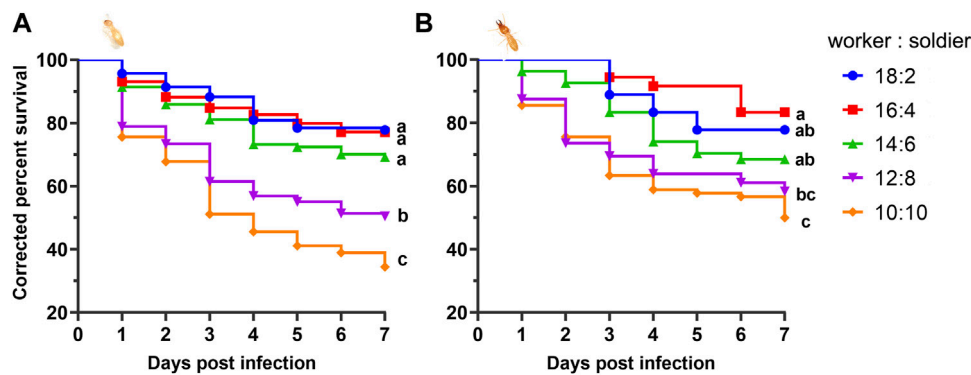 A
B
worker : soldier
18:2
16:4
14:6
12:8
10:10
Corrected percent survival
100
80
60
40
20
0 1 2 3 4 5 6 7
Days post infection
a
a
a
b
c
100
80
60
40
20
0 1 2 3 4 5 6 7
Days post infection
a
ab
ab
bc
c